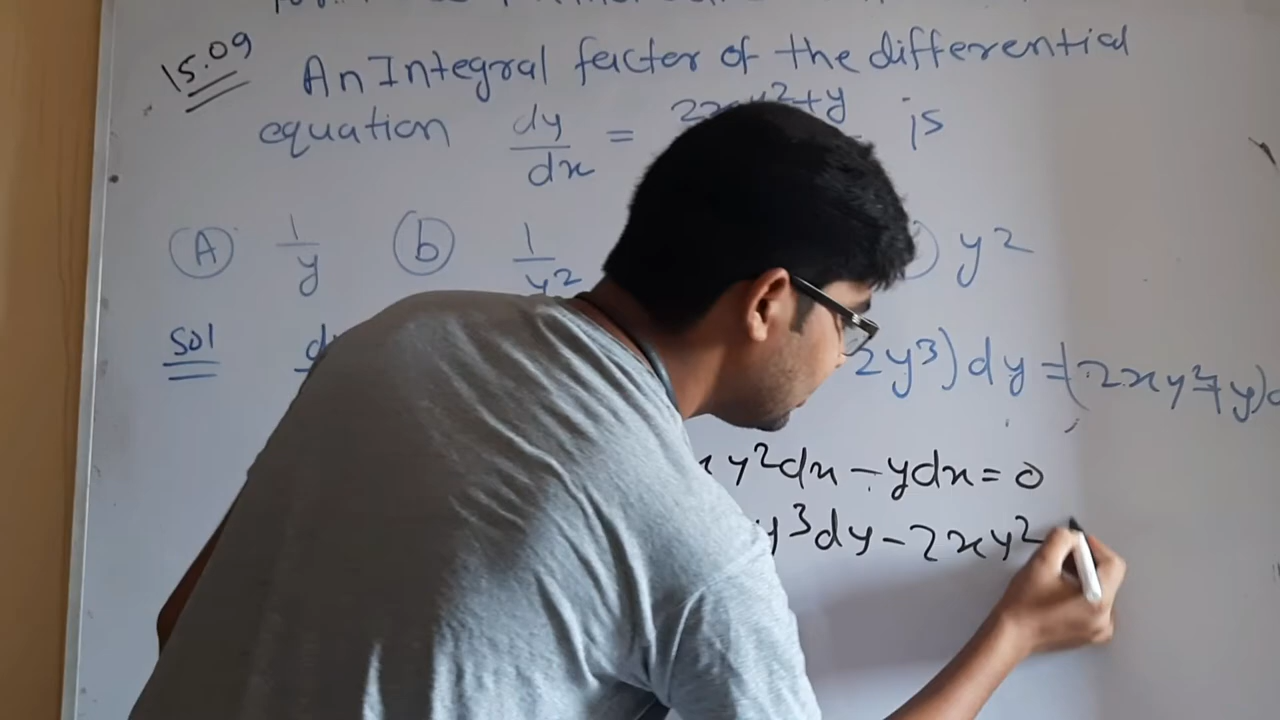 15.09 An Integral factor of the differential
equation dy/dx = 2xy²+y is
(A) 1/y (b) 1/y² y²
Sol 2y³)dy = (2xy²+y)
y²dx - ydx = 0
y³dy - 2xy²